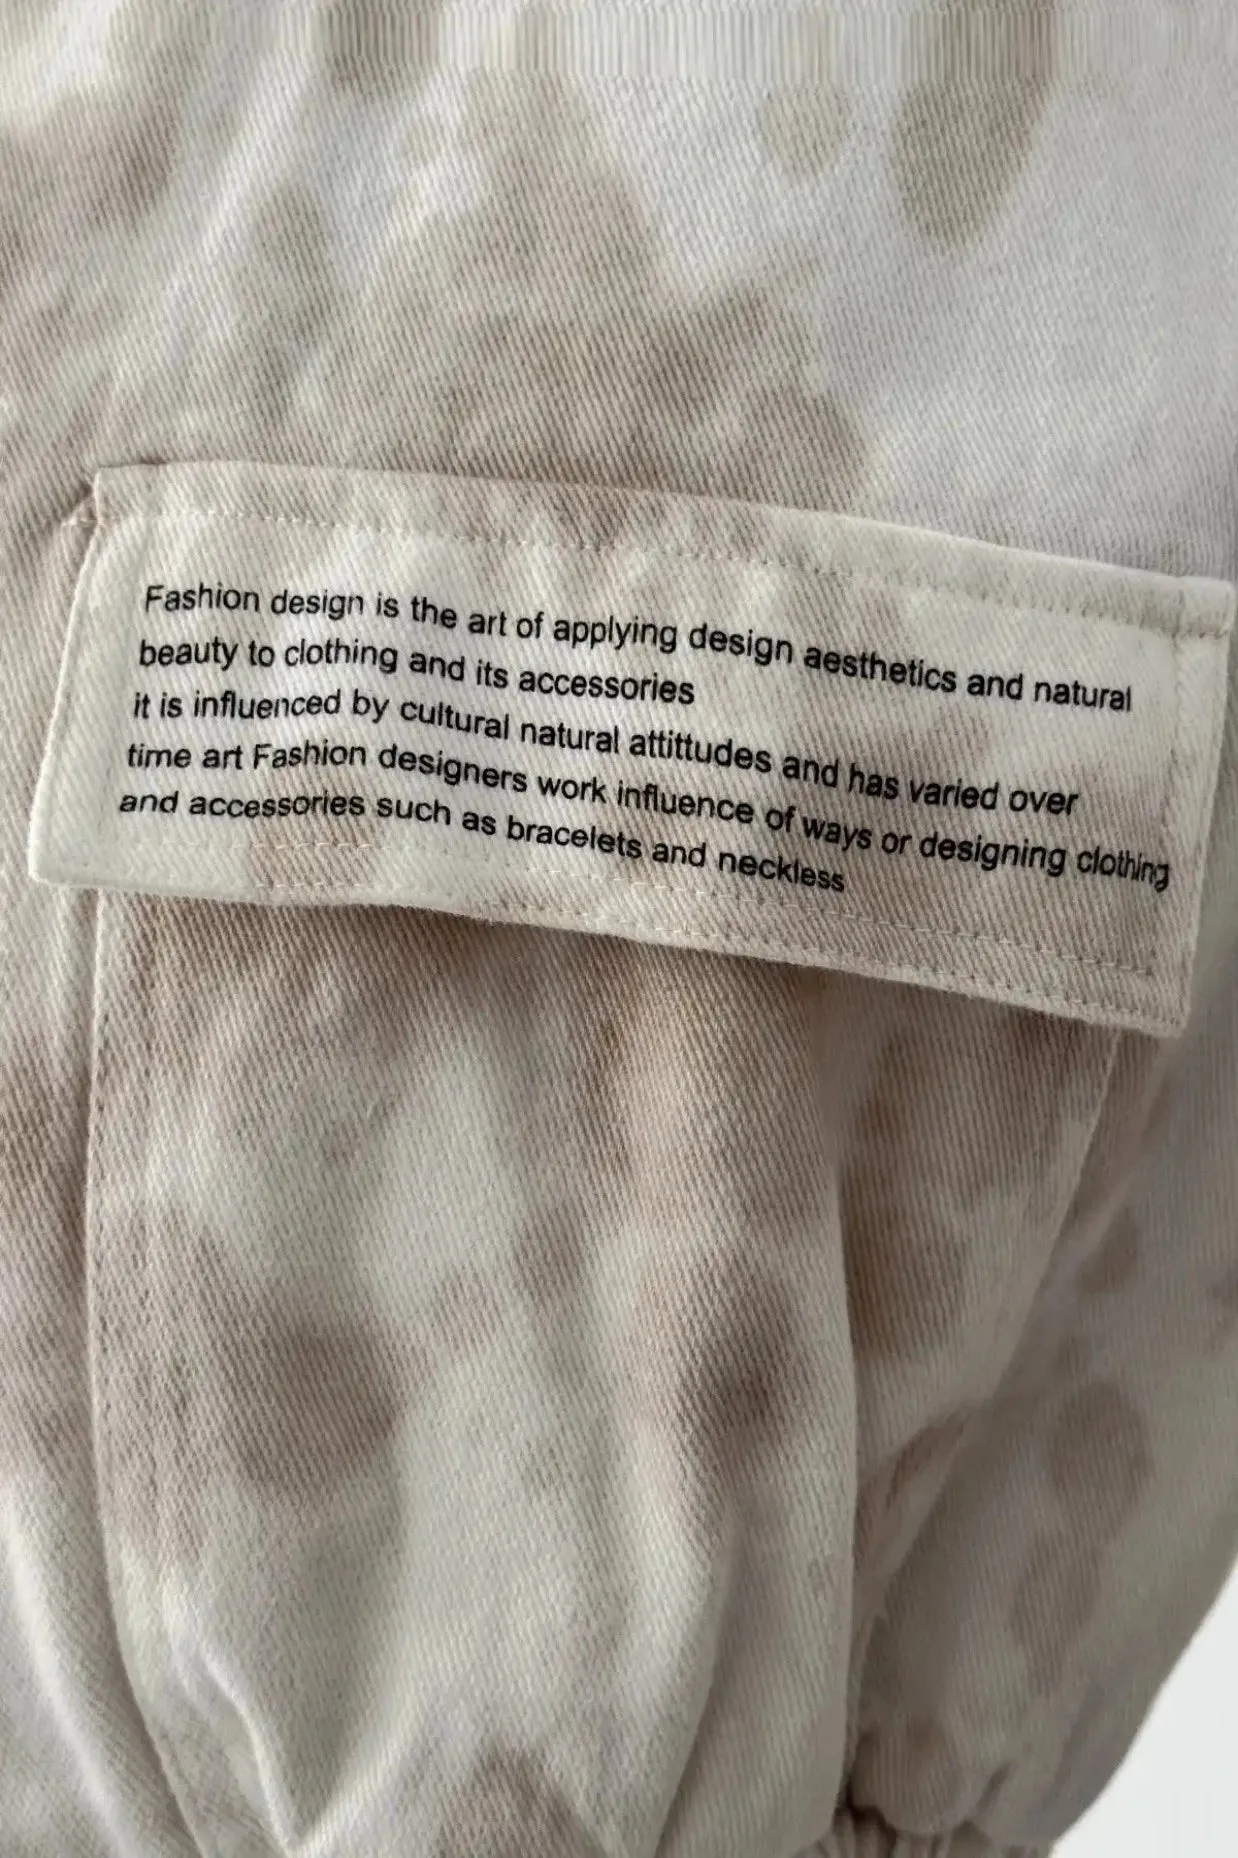 Fashion design is the art of applying design aesthetics and natural
beauty to clothing and its accessories
it is influenced by cultural natural attittudes and has varied over
time art Fashion designers work influence of ways or designing clothing
and accessories such as bracelets and neckless